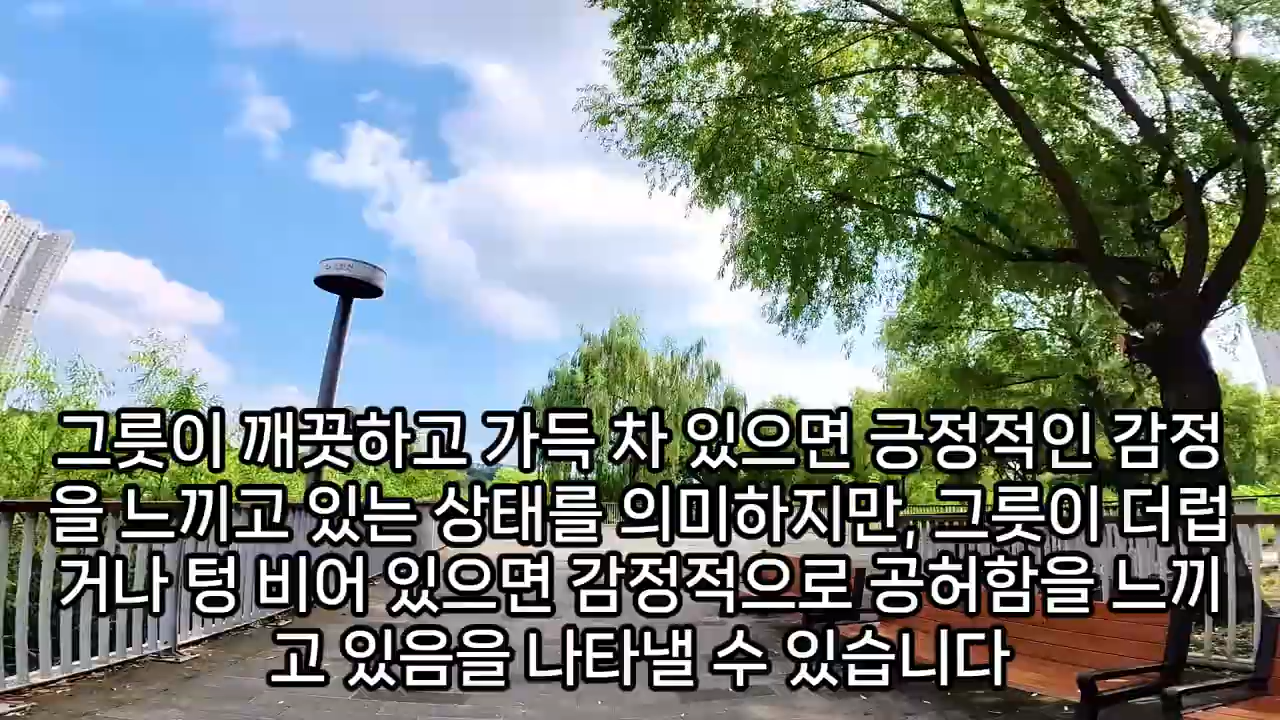 그릇이 깨끗하고 가득 차 있으면 긍정적인 감정
을 느끼고 있는 상태를 의미하지만, 그릇이 더럽
거나 텅 비어 있으면 감정적으로 공허함을 느끼
고 있음을 나타낼 수 있습니다